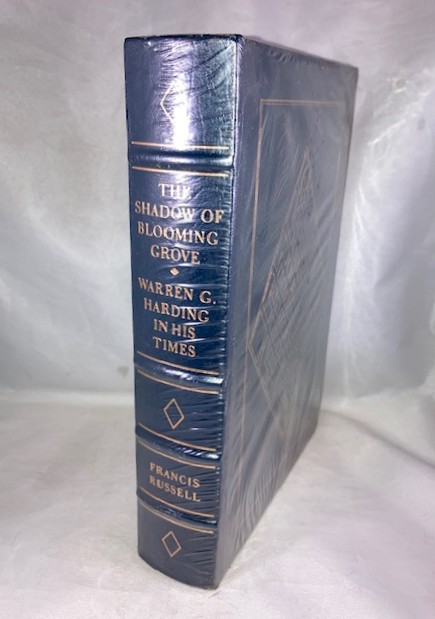 THE
SHADOW OF
BLOOMING
GROVE
WARREN G.
HARDING
IN HIS
TIMES
FRANCIS
RUSSELL